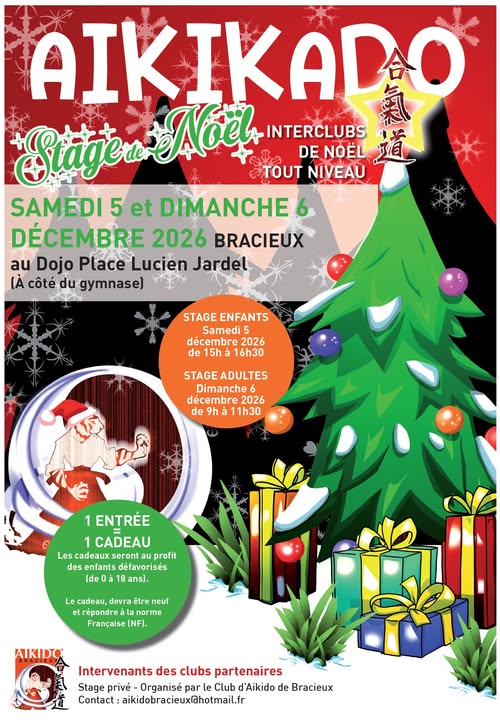 AIKIKADO
合氣道
Stage de Noël
INTERCLUBS
DE NOËL
TOUT NIVEAU
SAMEDI 5 et DIMANCHE 6
DÉCEMBRE 2026 BRACIEUX
au Dojo Place Lucien Jardel
(À côté du gymnase)
STAGE ENFANTS
Samedi 5
décembre 2026
de 15h à 16h30
STAGE ADULTES
Dimanche 6
décembre 2026
de 9h à 11h30
1 ENTRÉE
=
1 CADEAU
Les cadeaux seront au profit
des enfants défavorisés
(de 0 à 18 ans).
Le cadeau, devra être neuf
et répondre à la norme
Française (NF).
AIKIDO
BRACIEUX
合氣道
Intervenants des clubs partenaires
Stage privé - Organisé par le Club d'Aikido de Bracieux
Contact : aikidobracieux@hotmail.fr